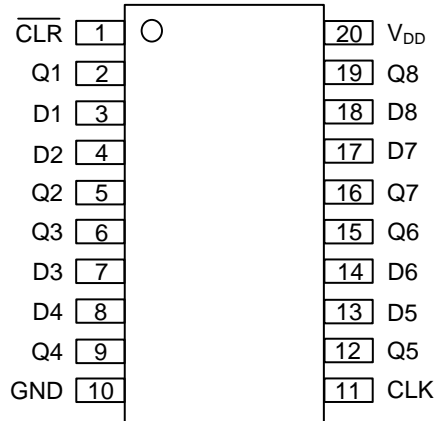 C̅L̅R̅ 1 20 VDD
Q1 2 19 Q8
D1 3 18 D8
D2 4 17 D7
Q2 5 16 Q7
Q3 6 15 Q6
D3 7 14 D6
D4 8 13 D5
Q4 9 12 Q5
GND 10 11 CLK